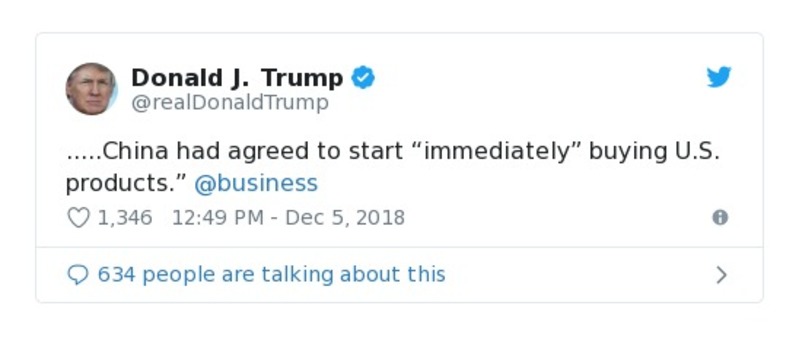 Donald J. Trump
@realDonaldTrump
.....China had agreed to start “immediately” buying U.S.
products.” @business
1,346 12:49 PM - Dec 5, 2018
634 people are talking about this